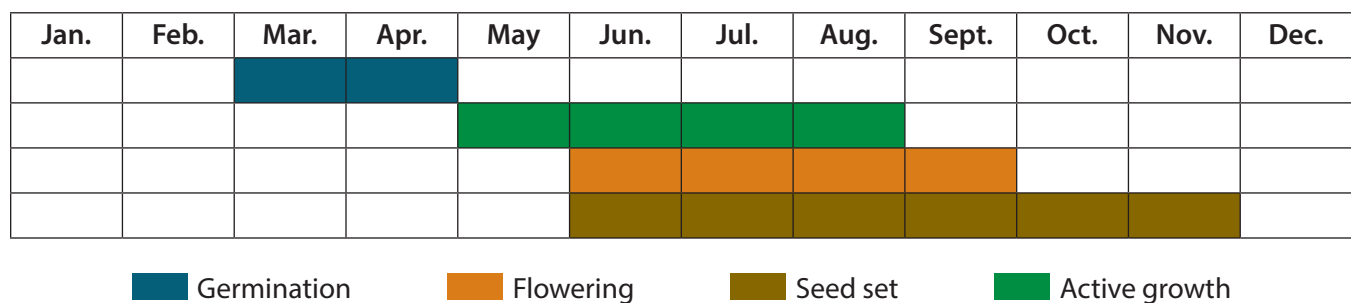 Jan. Feb. Mar. Apr. May Jun. Jul. Aug. Sept. Oct. Nov. Dec.
Germination Flowering Seed set Active growth